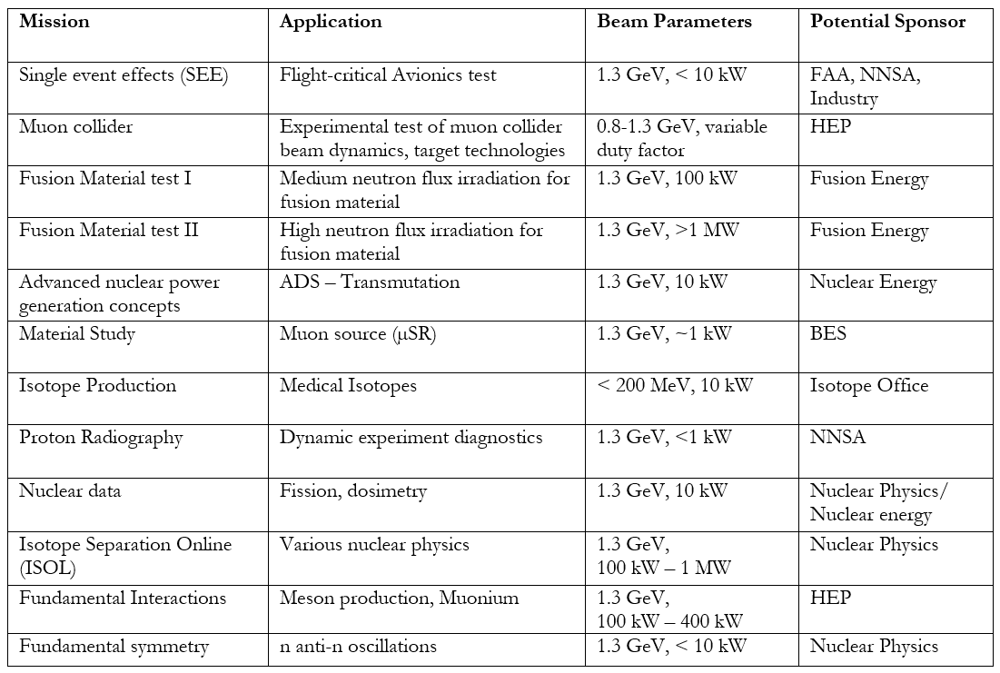 Mission Application Beam Parameters Potential Sponsor
Single event effects (SEE) Flight-critical Avionics test 1.3 GeV, < 10 kW FAA, NNSA,
Industry
Muon collider Experimental test of muon collider 0.8-1.3 GeV, variable HEP
beam dynamics, target technologies duty factor
Fusion Material test I Medium neutron flux irradiation for 1.3 GeV, 100 kW Fusion Energy
fusion material
Fusion Material test II High neutron flux irradiation for 1.3 GeV, >1 MW Fusion Energy
fusion material
Advanced nuclear power ADS – Transmutation 1.3 GeV, 10 kW Nuclear Energy
generation concepts
Material Study Muon source (μSR) 1.3 GeV, ~1 kW BES
Isotope Production Medical Isotopes < 200 MeV, 10 kW Isotope Office
Proton Radiography Dynamic experiment diagnostics 1.3 GeV, <1 kW NNSA
Nuclear data Fission, dosimetry 1.3 GeV, 10 kW Nuclear Physics/
Nuclear energy
Isotope Separation Online Various nuclear physics 1.3 GeV, Nuclear Physics
(ISOL) 100 kW – 1 MW
Fundamental Interactions Meson production, Muonium 1.3 GeV, HEP
100 kW – 400 kW
Fundamental symmetry n anti-n oscillations 1.3 GeV, < 10 kW Nuclear Physics